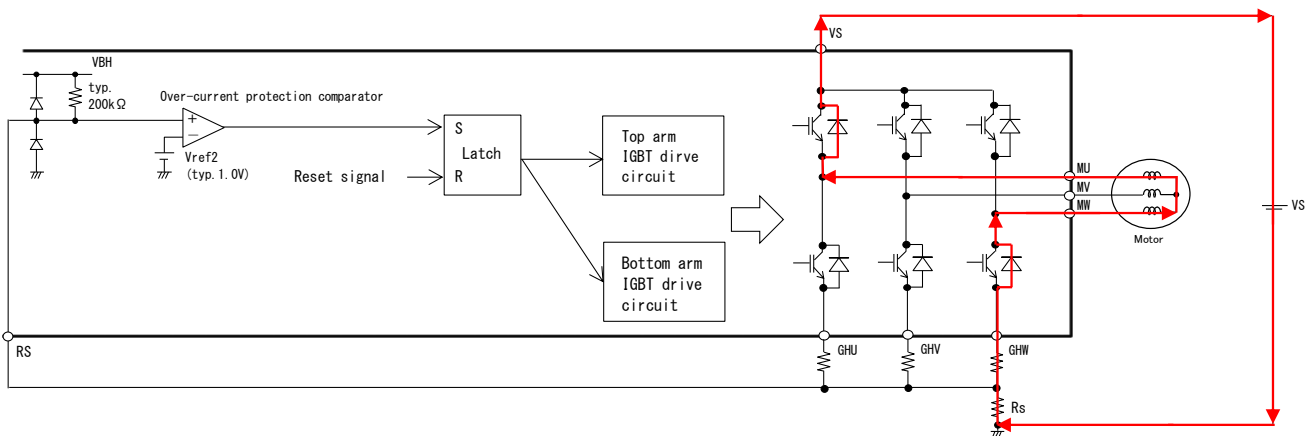 VS
VBH
typ.
200kΩ
Over-current protection comparator
+
−
Vref2
(typ.1.0V)
S
Latch
R
Reset signal
Top arm
IGBT dirve
circuit
Bottom arm
IGBT drive
circuit
MU
MV
MW
Motor
VS
RS
GHU
GHV
GHW
Rs